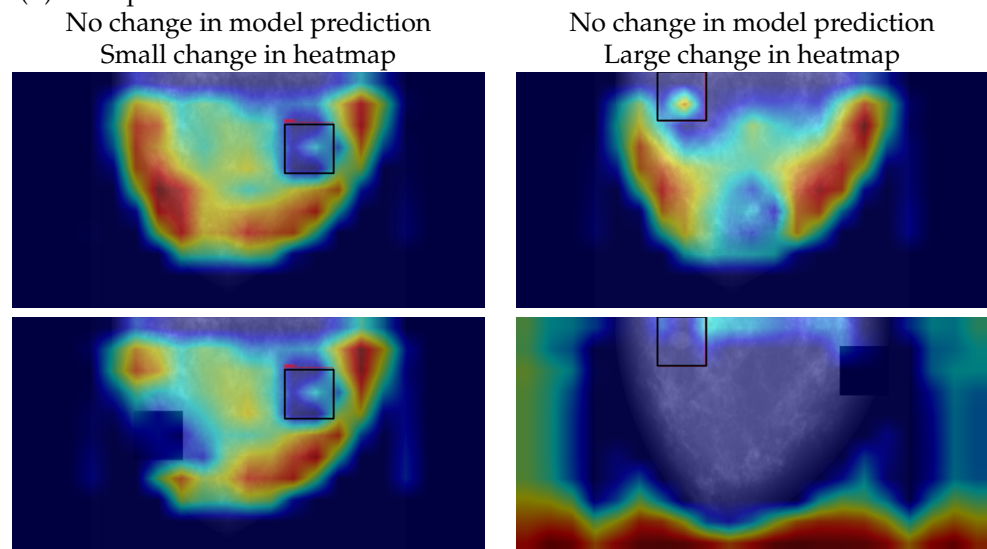 No change in model prediction
Small change in heatmap
No change in model prediction
Large change in heatmap